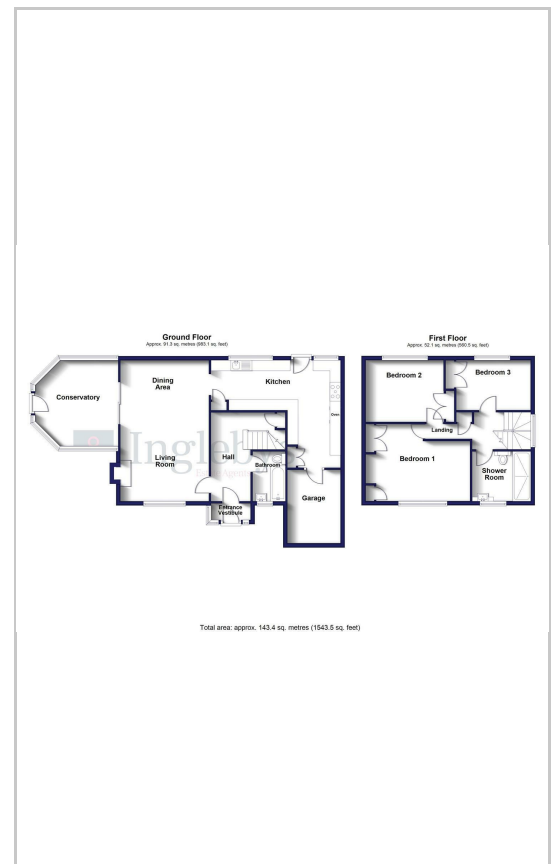 Ground Floor
Approx. 91.3 sq. metres (983.1 sq. feet)
Dining
Area
Kitchen
Conservatory
Oven
Ingleby
Living
Room
Hall
Bathroom
Entrance
Vestibule
Garage
First Floor
Approx. 52.1 sq. metres (560.5 sq. feet)
Bedroom 2
Bedroom 3
Landing
Bedroom 1
Shower
Room
Total area: approx. 143.4 sq. metres (1543.5 sq. feet)